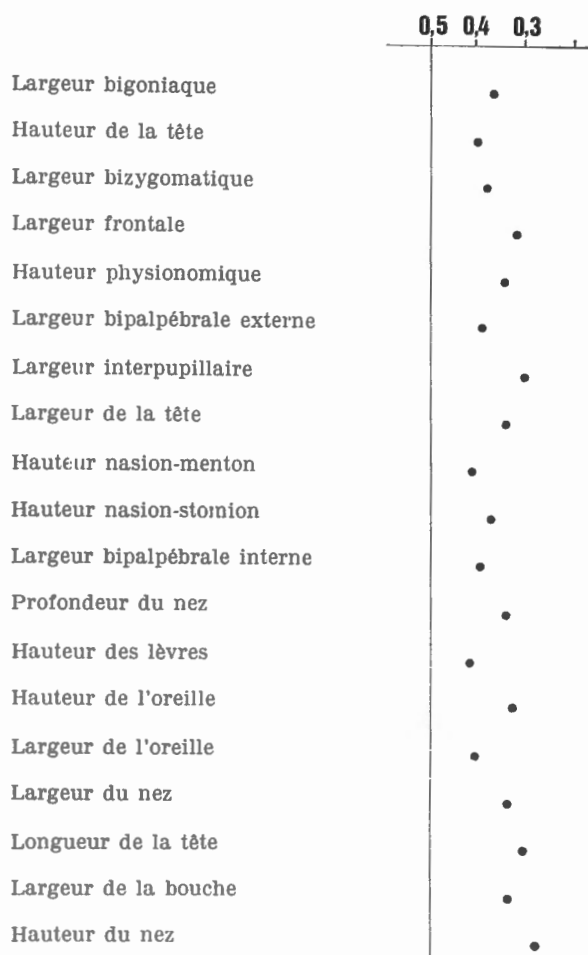 0,5 0,4 0,3
Largeur bigoniaque
Hauteur de la tête
Largeur bizygomatique
Largeur frontale
Hauteur physionomique
Largeur bipalpébrale externe
Largeur interpupillaire
Largeur de la tête
Hauteur nasion-menton
Hauteur nasion-stomion
Largeur bipalpébrale interne
Profondeur du nez
Hauteur des lèvres
Hauteur de l'oreille
Largeur de l'oreille
Largeur du nez
Longueur de la tête
Largeur de la bouche
Hauteur du nez